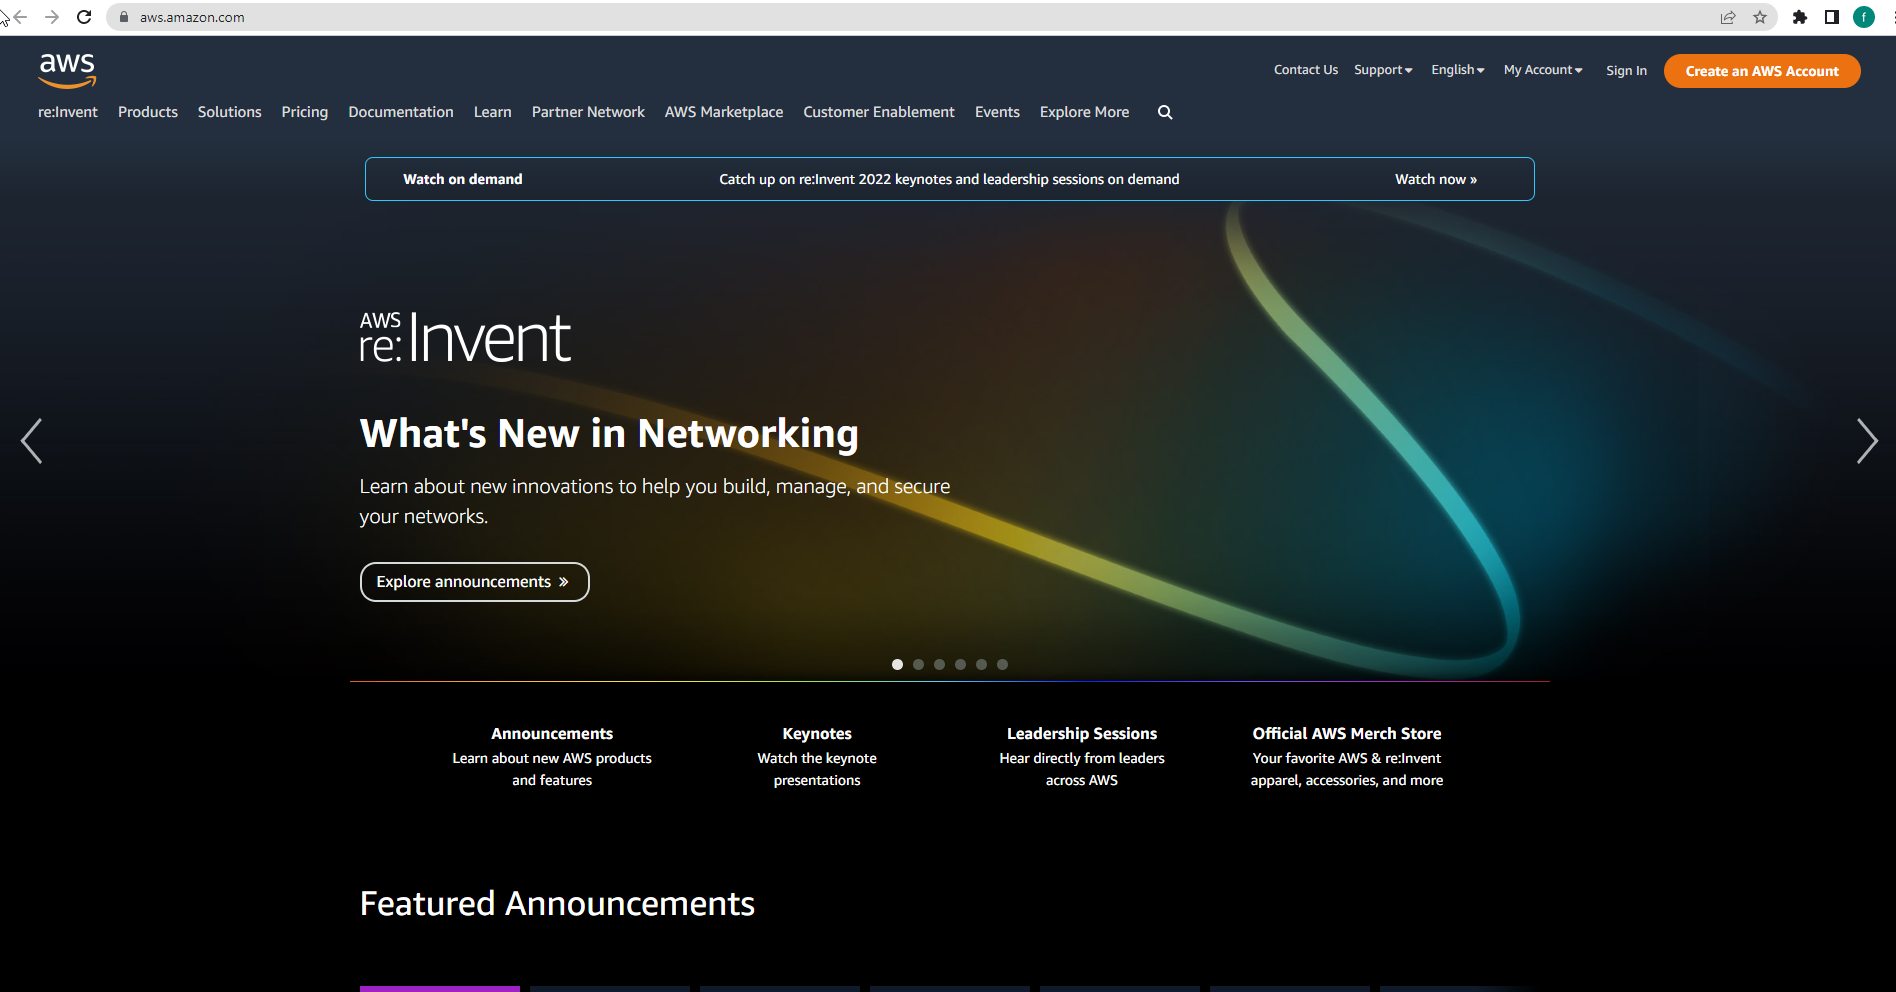 aws.amazon.com
f
aws
Contact Us Support English My Account Sign In Create an AWS Account
re:Invent Products Solutions Pricing Documentation Learn Partner Network AWS Marketplace Customer Enablement Events Explore More
Watch on demand Catch up on re:Invent 2022 keynotes and leadership sessions on demand Watch now »
AWS
re:Invent
What's New in Networking
Learn about new innovations to help you build, manage, and secure
your networks.
Explore announcements »
Announcements
Learn about new AWS products
and features
Keynotes
Watch the keynote
presentations
Leadership Sessions
Hear directly from leaders
across AWS
Official AWS Merch Store
Your favorite AWS & re:Invent
apparel, accessories, and more
Featured Announcements